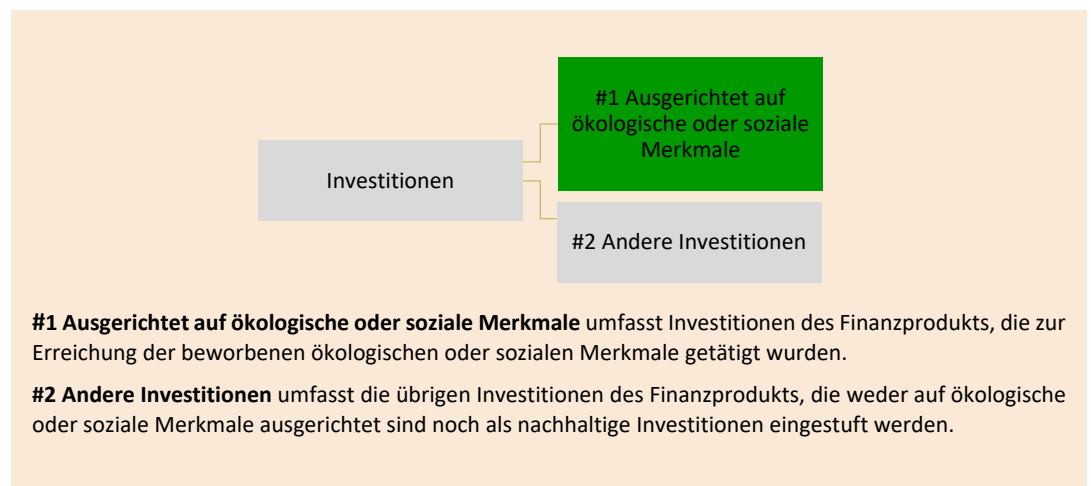 #1 Ausgerichtet auf
ökologische oder soziale
Merkmale
Investitionen
#2 Andere Investitionen
#1 Ausgerichtet auf ökologische oder soziale Merkmale umfasst Investitionen des Finanzprodukts, die zur
Erreichung der beworbenen ökologischen oder sozialen Merkmale getätigt wurden.
#2 Andere Investitionen umfasst die übrigen Investitionen des Finanzprodukts, die weder auf ökologische
oder soziale Merkmale ausgerichtet sind noch als nachhaltige Investitionen eingestuft werden.